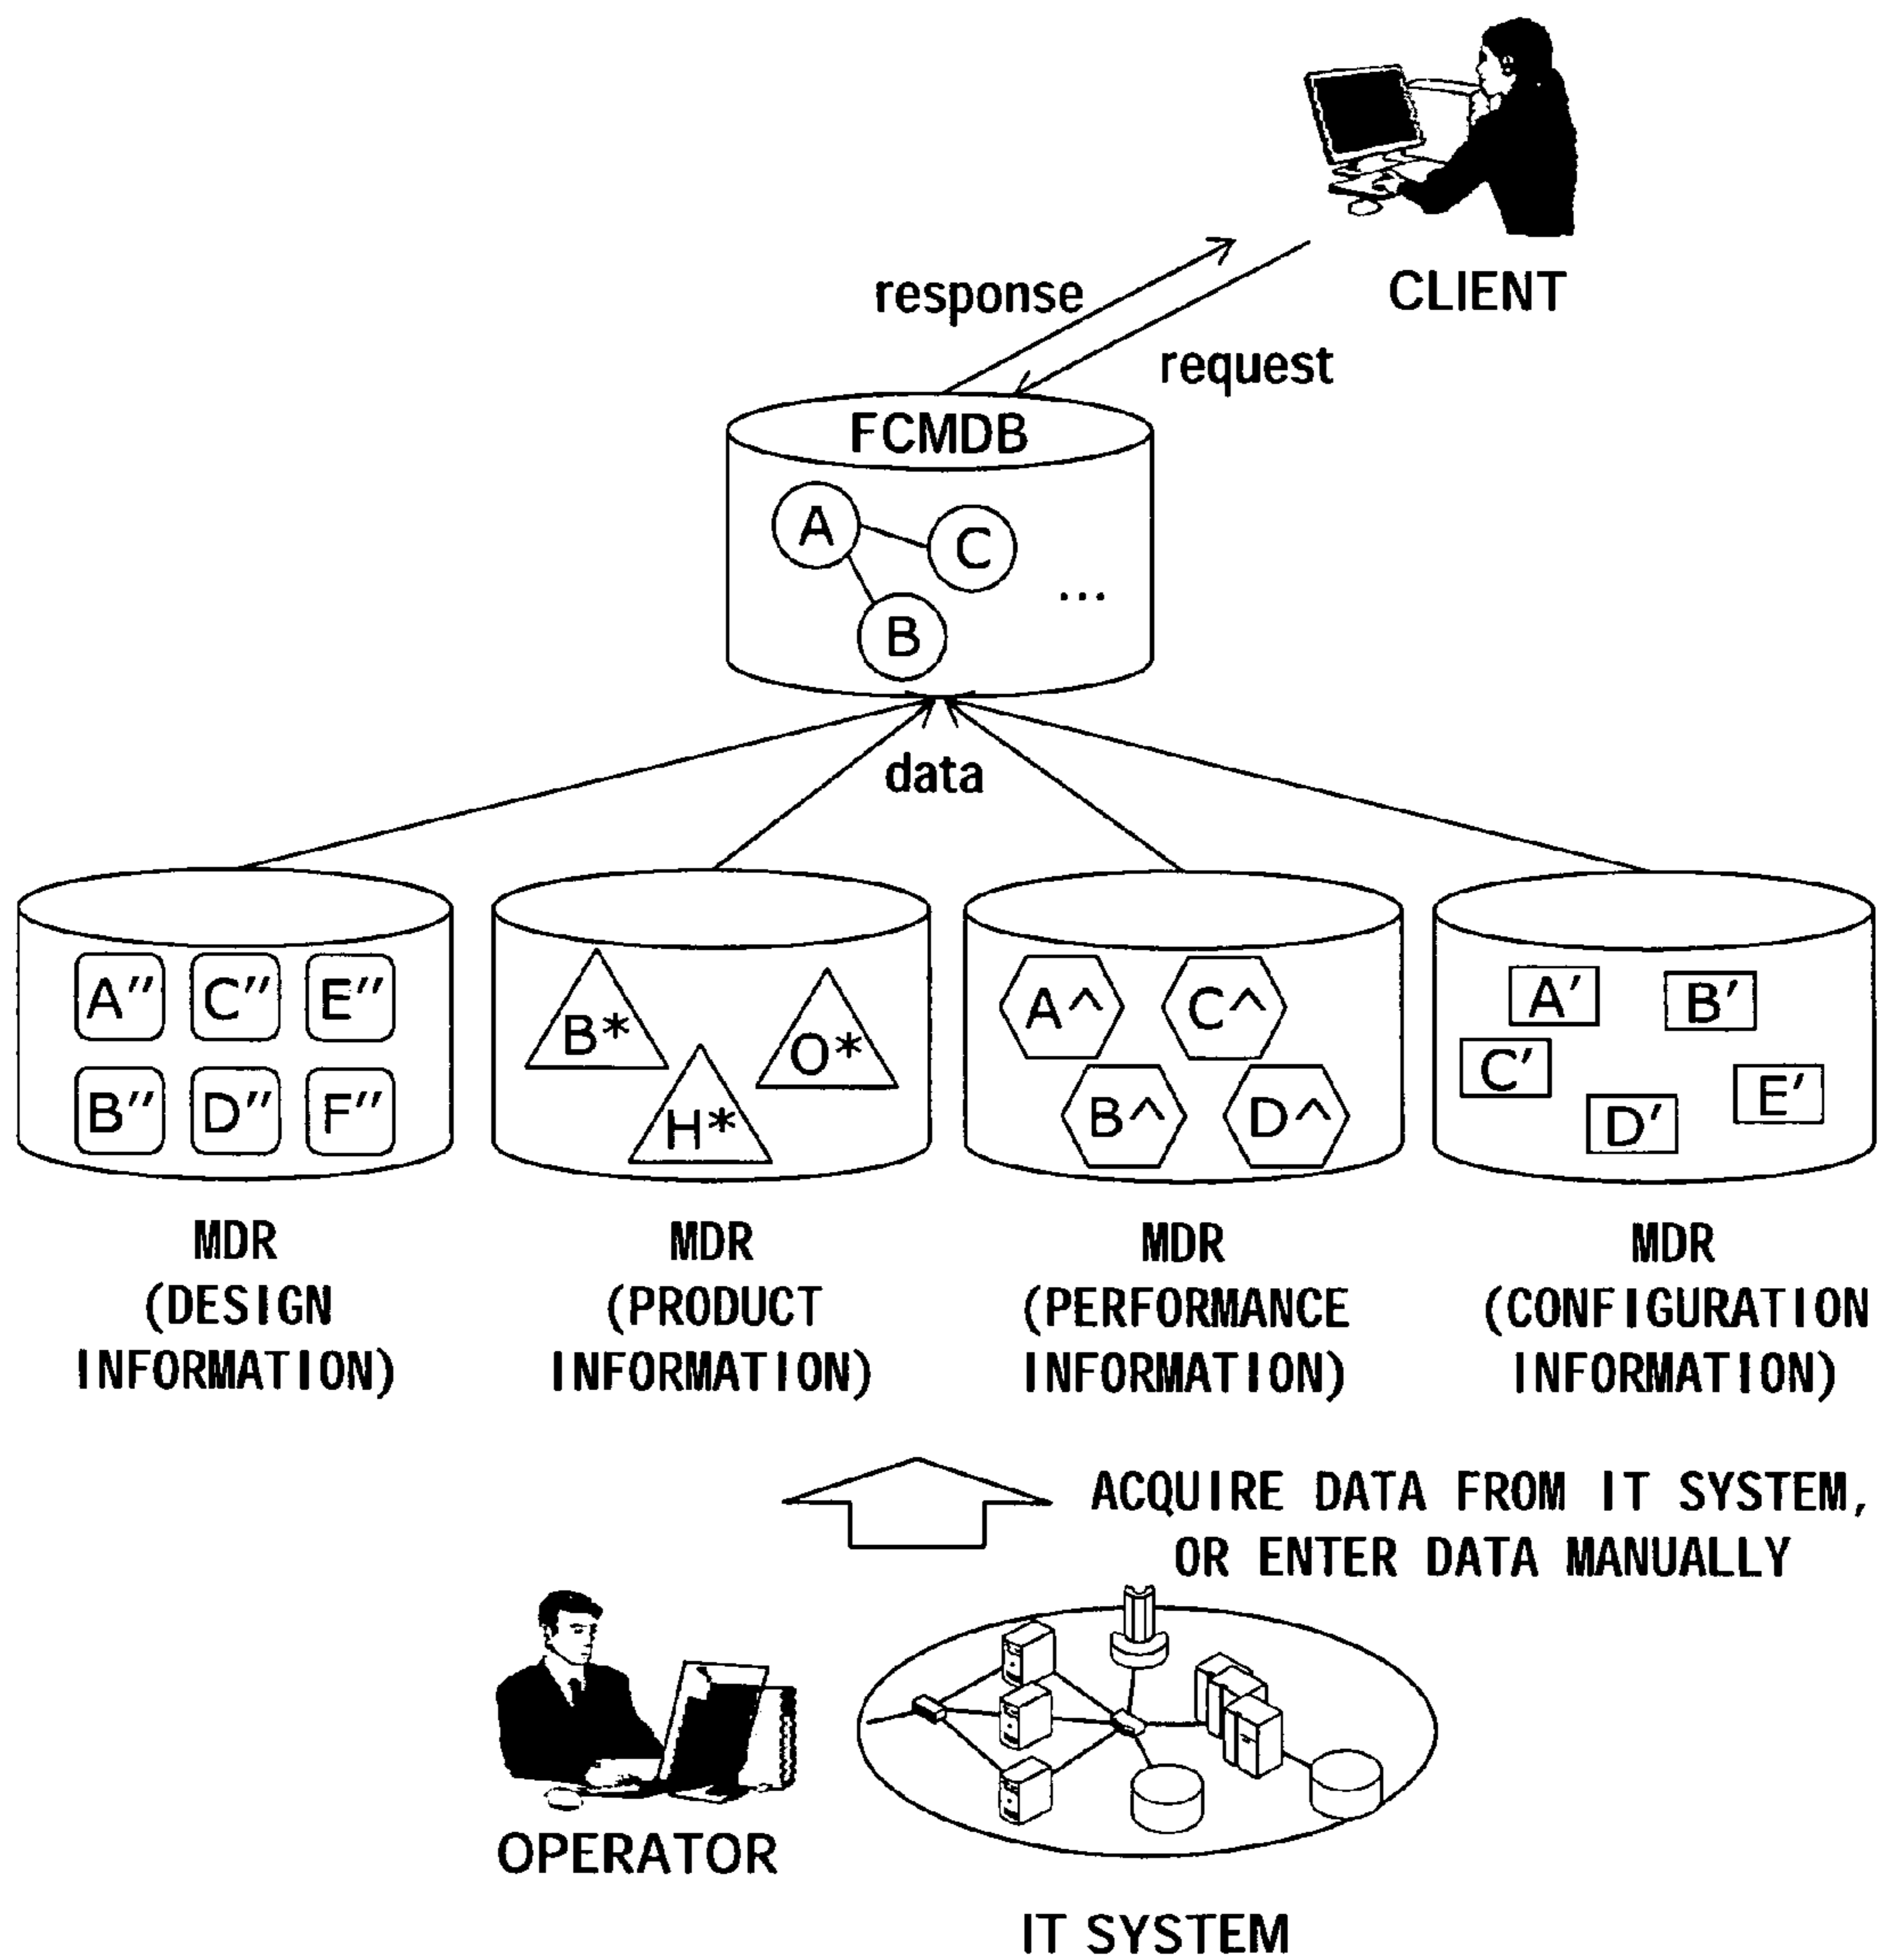 CLIENT
response
request
FCMDB
A
C
B
...
data
A″ C″ E″
B″ D″ F″
B*
O*
H*
A^ C^
B^ D^
A′ B′
C′
E′
D′
MDR
(DESIGN
INFORMATION)
MDR
(PRODUCT
INFORMATION)
MDR
(PERFORMANCE
INFORMATION)
MDR
(CONFIGURATION
INFORMATION)
ACQUIRE DATA FROM IT SYSTEM,
OR ENTER DATA MANUALLY
OPERATOR
IT SYSTEM